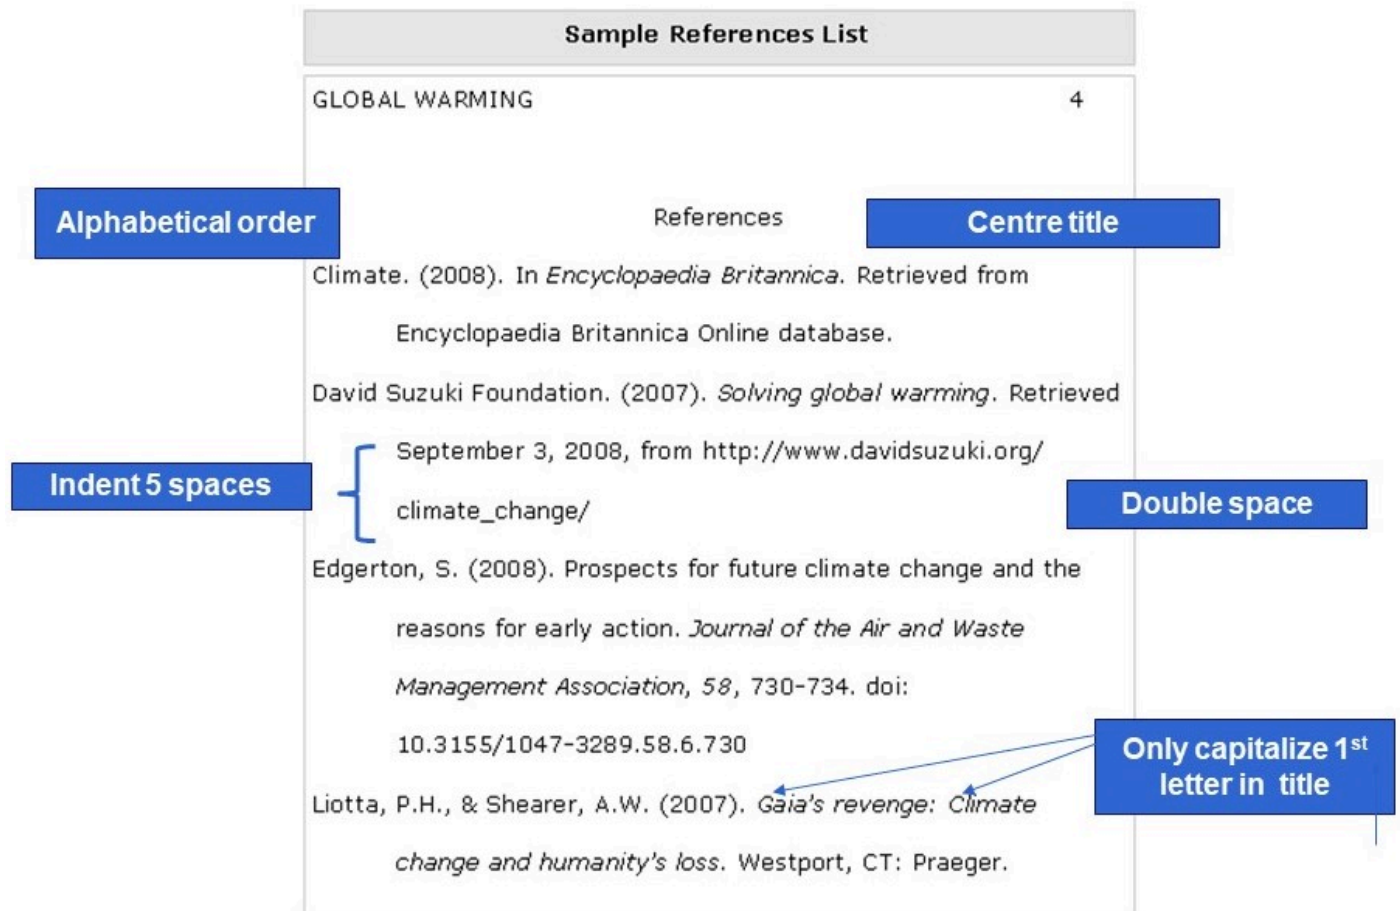 Sample References List
GLOBAL WARMING 4
Alphabetical order
References
Centre title
Climate. (2008). In Encyclopaedia Britannica. Retrieved from
Encyclopaedia Britannica Online database.
David Suzuki Foundation. (2007). Solving global warming. Retrieved
September 3, 2008, from http://www.davidsuzuki.org/
Indent 5 spaces
climate_change/
Double space
Edgerton, S. (2008). Prospects for future climate change and the
reasons for early action. Journal of the Air and Waste
Management Association, 58, 730-734. doi:
10.3155/1047-3289.58.6.730
Only capitalize 1st
letter in title
Liotta, P.H., & Shearer, A.W. (2007). Gaia's revenge: Climate
change and humanity's loss. Westport, CT: Praeger.